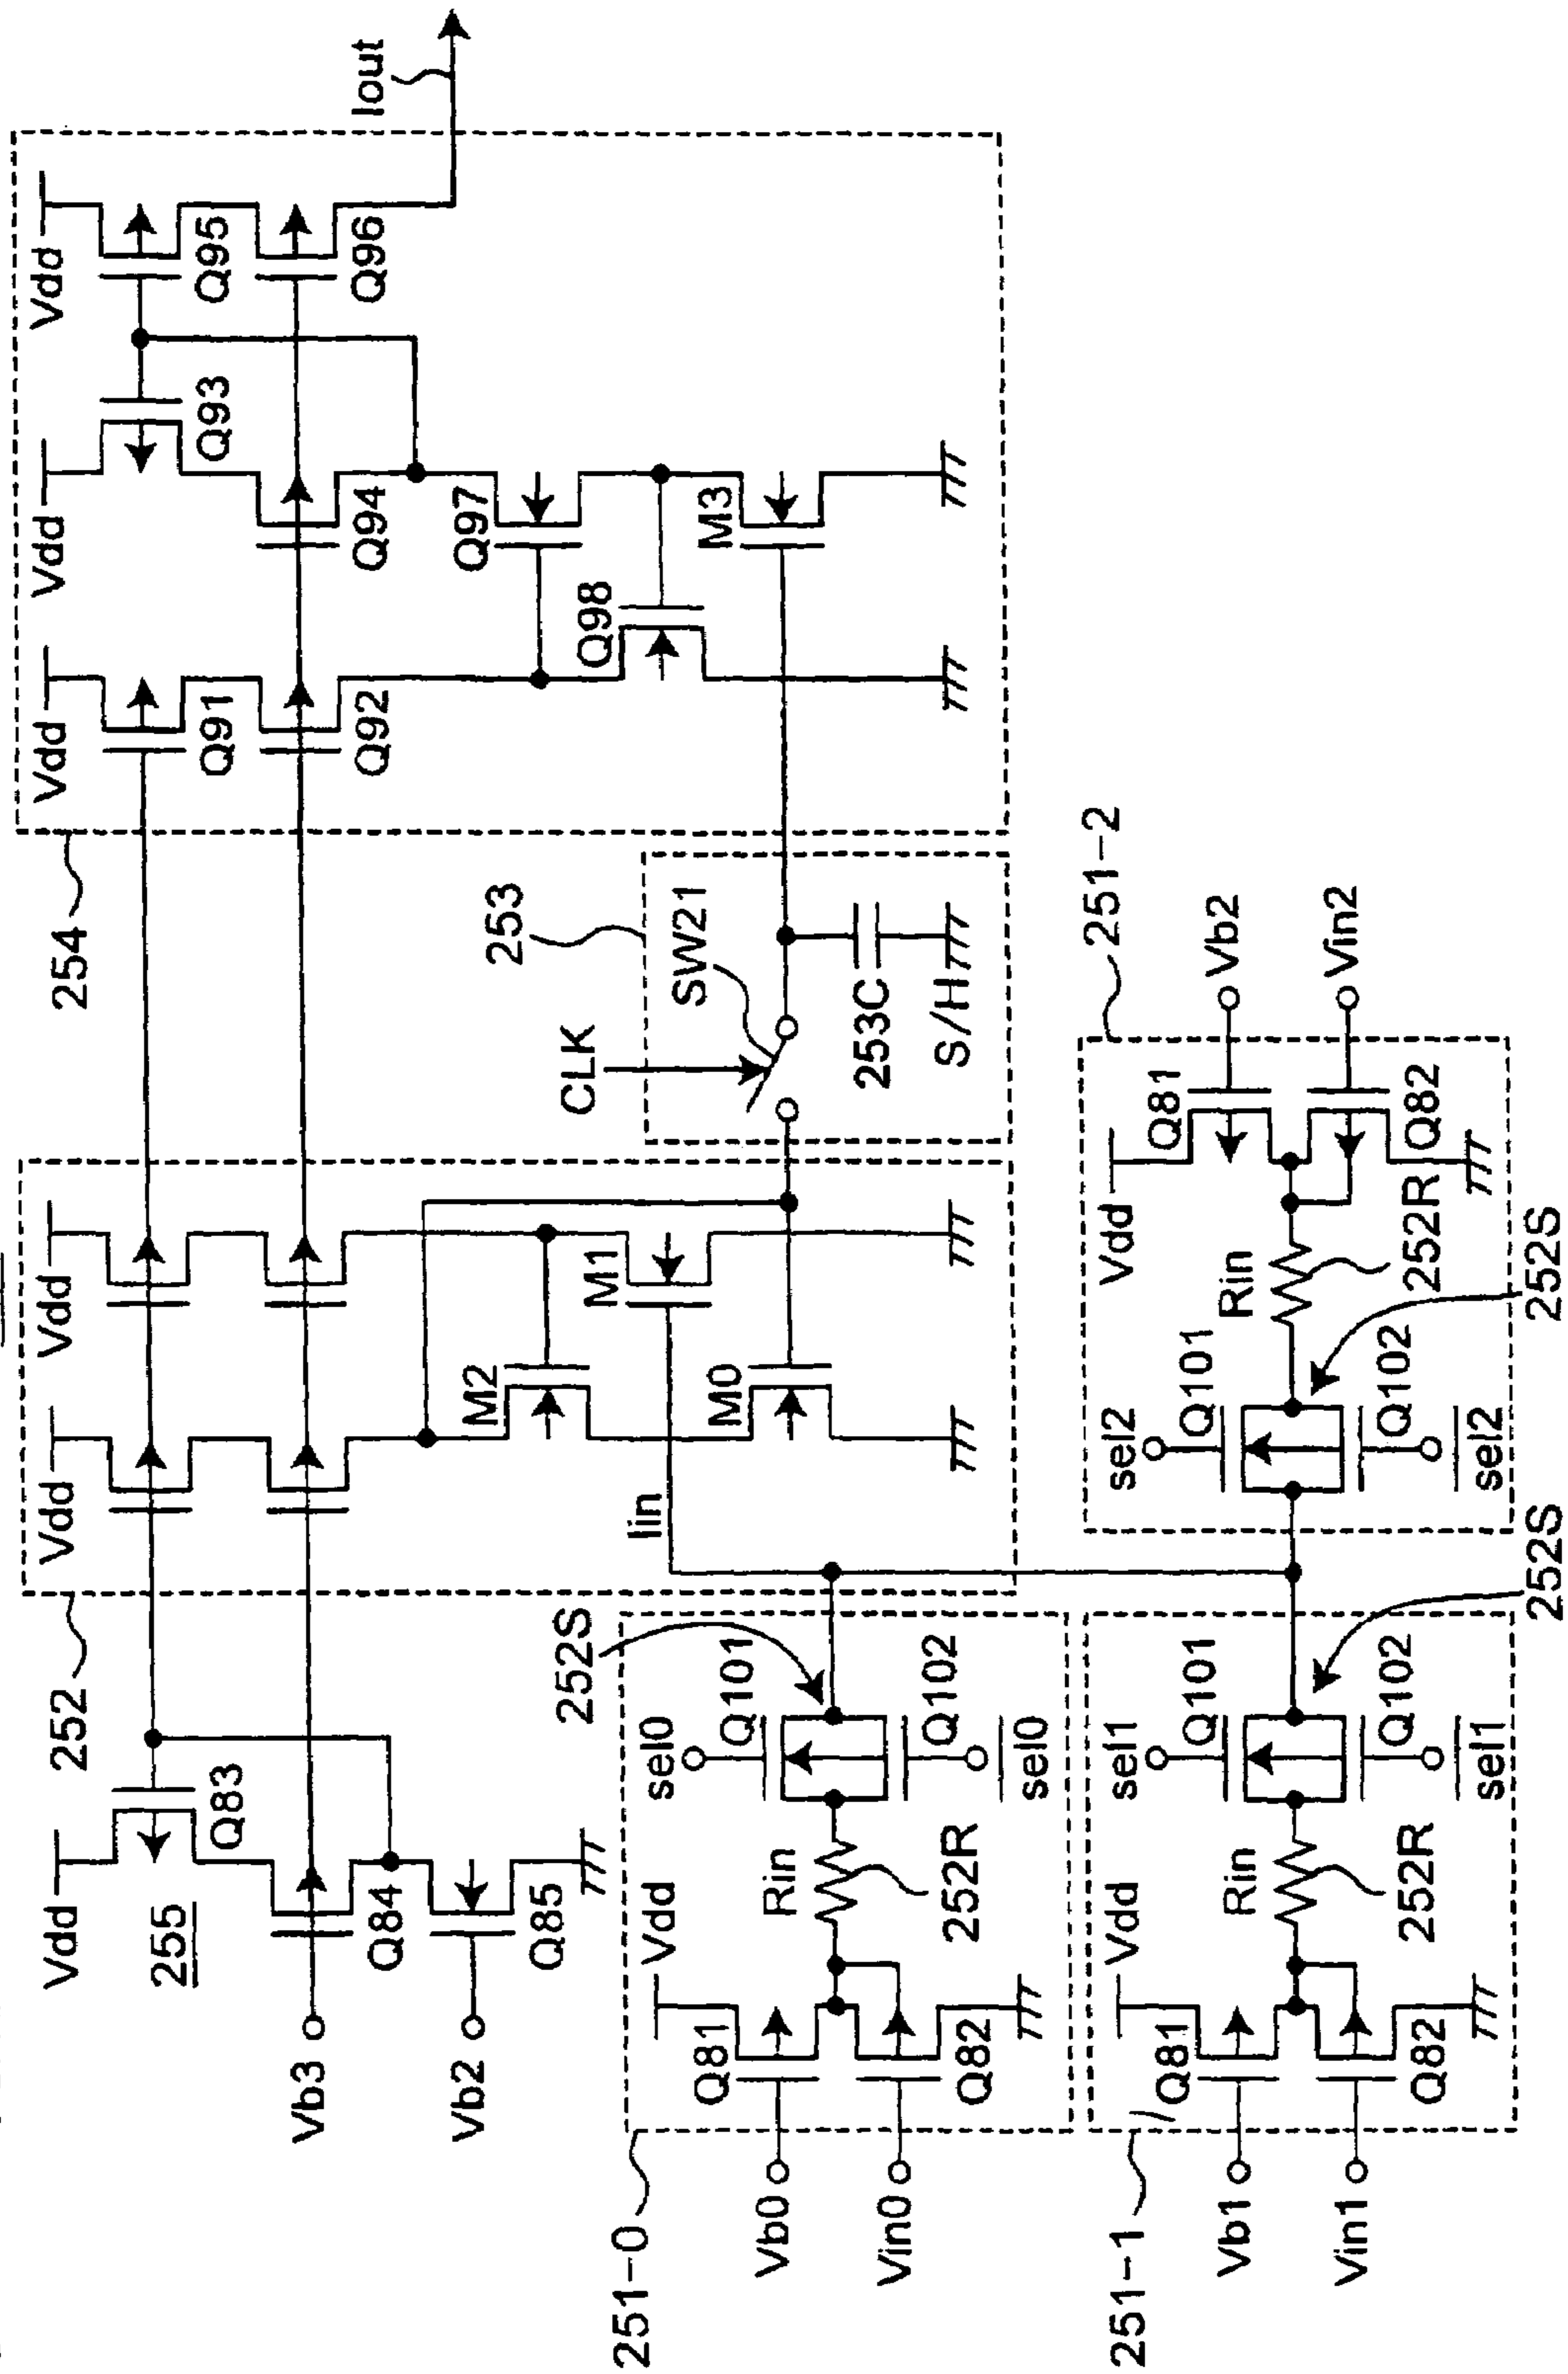 Iout
Vdd
Vdd
Vdd
Q95
Q93
Q91
Q96
Q94
Q92
Q97
Q98
M3
254
253
SW21
CLK
253C
S/H
Vdd
Vdd
M2
M1
M0
Iin
252
Vdd
255
Q83
Q84
Q85
Vb3
Vb2
252S
sel0
Q101
Q102
sel0
Vdd
Rin
252R
Q81
Q82
Vb0
Vin0
251-0
sel1
Q101
Q102
sel1
252S
Vdd
Rin
252R
Q81
Q82
Vb1
Vin1
251-1
251-2
Vb2
Vin2
Vdd
Q81
Q82
Rin
252R
252S
sel2
Q101
Q102
sel2